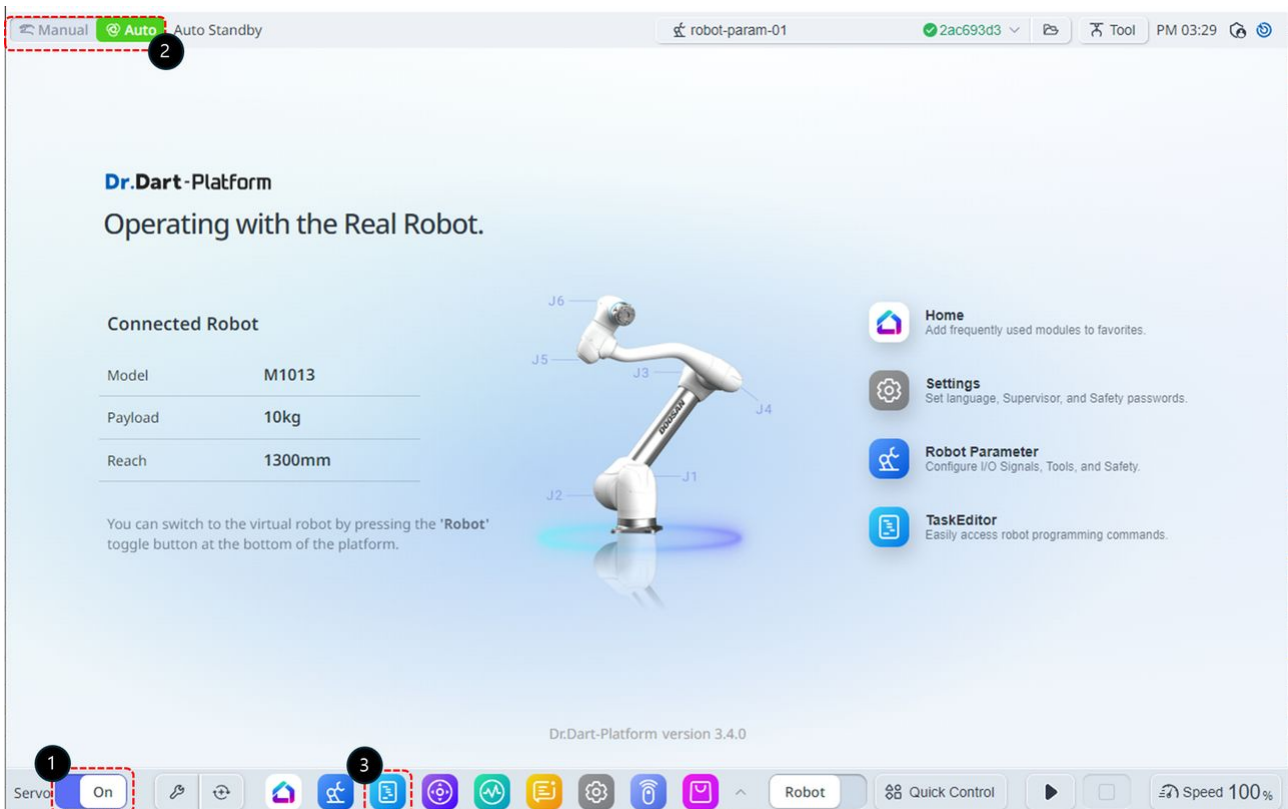 Manual
Auto
Auto Standby
robot-param-01
2ac693d3
Tool
PM 03:29
2
Dr.Dart-Platform
Operating with the Real Robot.
Connected Robot
Model M1013
Payload 10kg
Reach 1300mm
You can switch to the virtual robot by pressing the 'Robot'
toggle button at the bottom of the platform.
J6
J5
J3
J4
J1
J2
DOOSAN
Home
Add frequently used modules to favorites.
Settings
Set language, Supervisor, and Safety passwords.
Robot Parameter
Configure I/O Signals, Tools, and Safety.
TaskEditor
Easily access robot programming commands.
Dr.Dart-Platform version 3.4.0
1
3
Servo
On
Robot
Quick Control
Speed 100%